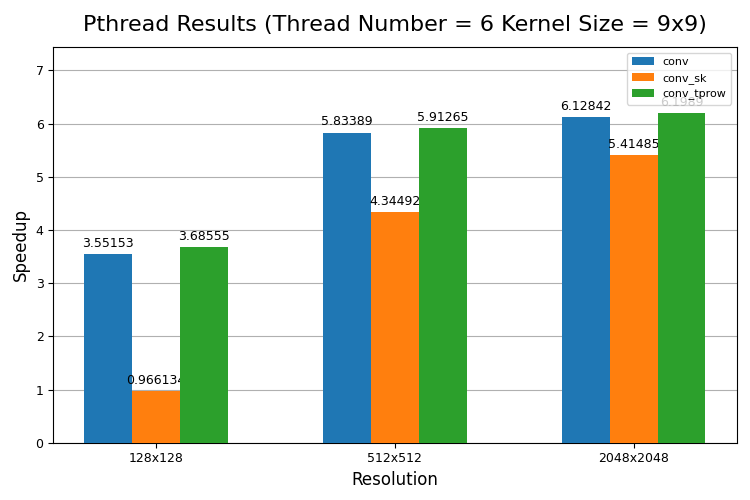 Pthread Results (Thread Number = 6 Kernel Size = 9x9)
conv
conv_sk
conv_tprow
7
6
5
4
3
2
1
0
Speedup
3.55153
0.966134
3.68555
5.83389
4.34492
5.91265
6.12842
5.41485
6.1989
128x128
512x512
2048x2048
Resolution